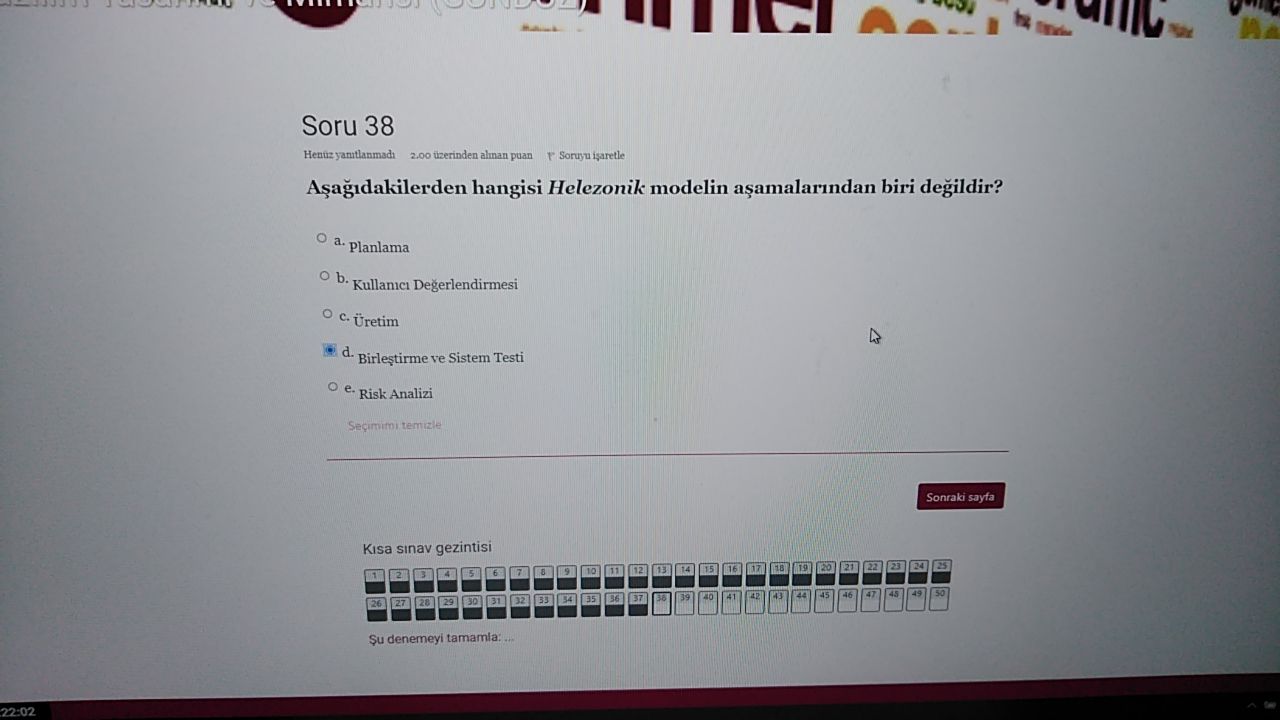 Soru 38
Henüz yanıtlanmadı 2.00 üzerinden alınan puan Soruyu işaretle
Aşağıdakilerden hangisi Helezonik modelin aşamalarından biri değildir?
a. Planlama
b. Kullanıcı Değerlendirmesi
c. Üretim
d. Birleştirme ve Sistem Testi
e. Risk Analizi
Seçimimi temizle
Sonraki sayfa
Kısa sınav gezintisi
1 2 3 4 5 6 7 8 9 10 11 12 13 14 15 16 17 18 19 20 21 22 23 24 25
26 27 28 29 30 31 32 33 34 35 36 37 38 39 40 41 42 43 44 45 46 47 48 49 50
Şu denemeyi tamamla: ...
22:02